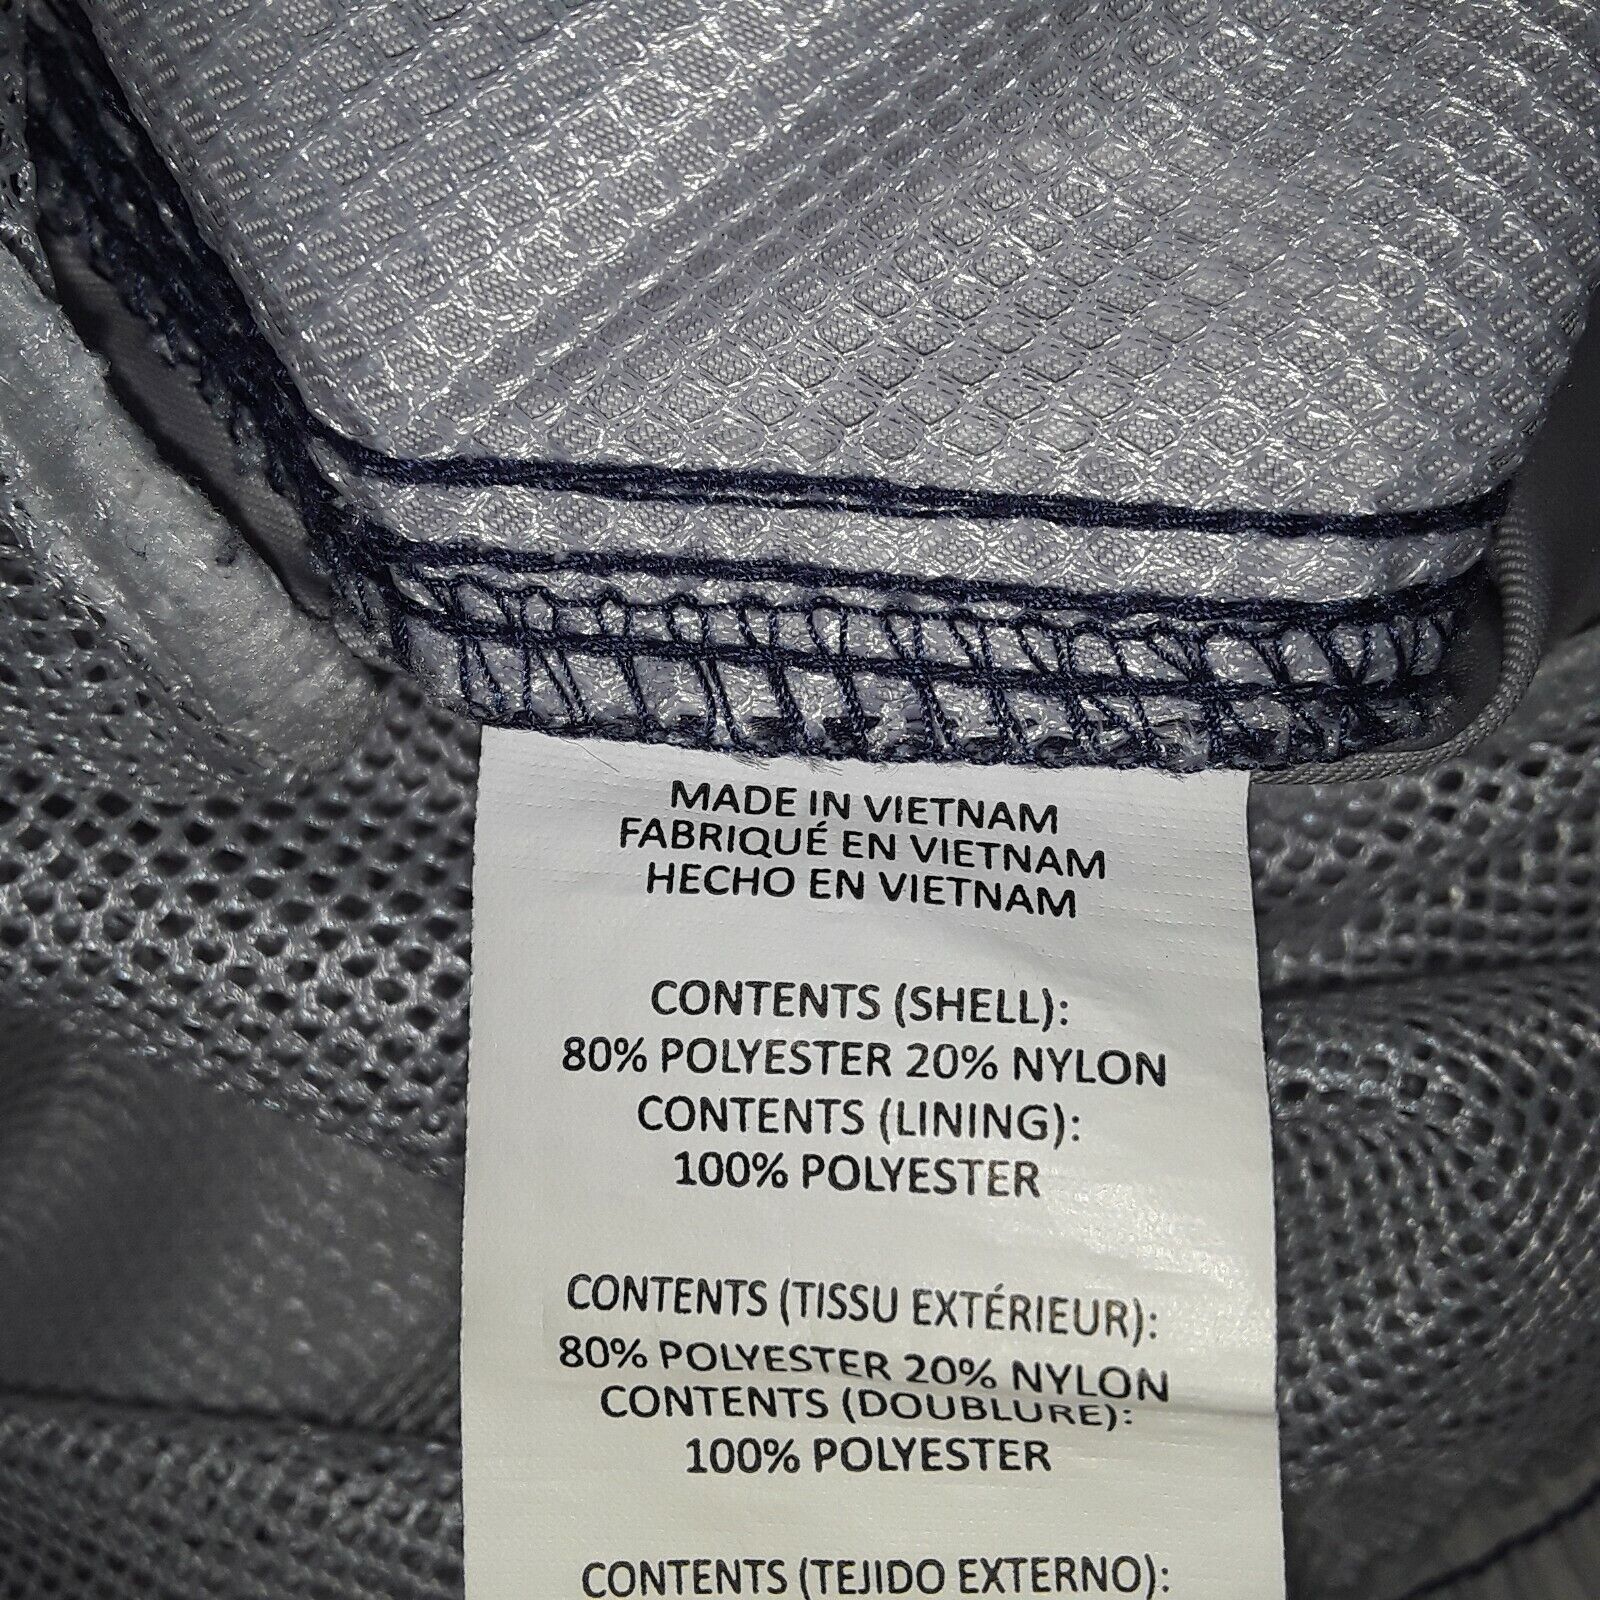 MADE IN VIETNAM
FABRIQUÉ EN VIETNAM
HECHO EN VIETNAM
CONTENTS (SHELL):
80% POLYESTER 20% NYLON
CONTENTS (LINING):
100% POLYESTER
CONTENTS (TISSU EXTÉRIEUR):
80% POLYESTER 20% NYLON
CONTENTS (DOUBLURE):
100% POLYESTER
CONTENTS (TEJIDO EXTERNO):